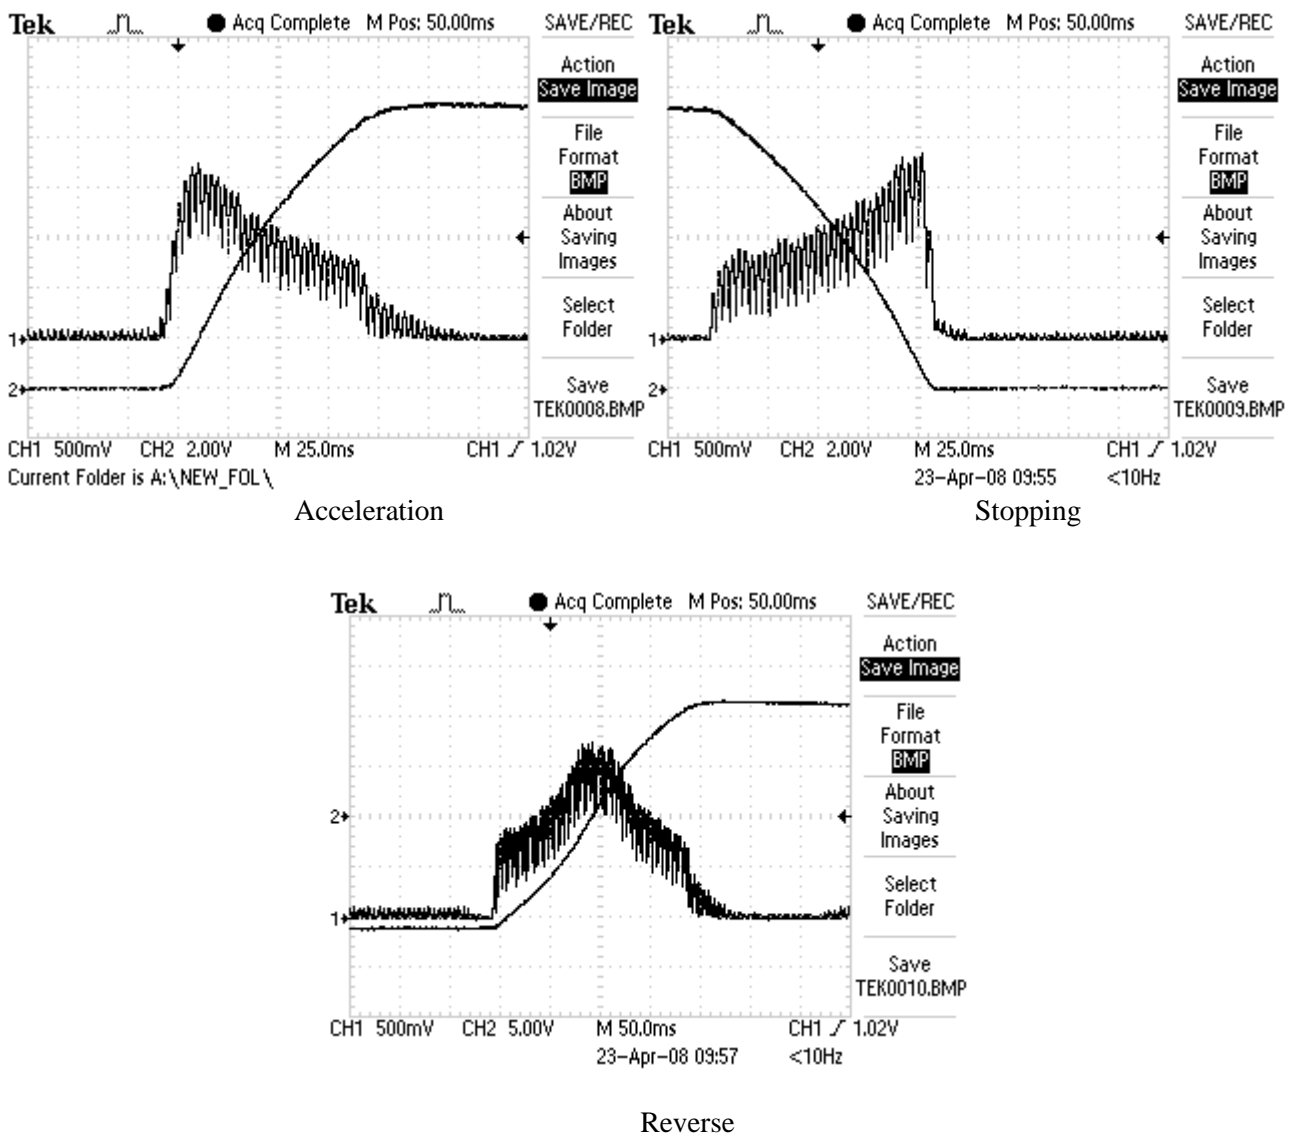 Tek Acq Complete M Pos: 50.00ms SAVE/REC
Action
Save Image
File
Format
BMP
About
Saving
Images
Select
Folder
Save
TEK0008.BMP
1
2
CH1 500mV CH2 2.00V M 25.0ms CH1 1.02V
Current Folder is A:\NEW_FOL\
Acceleration
Tek Acq Complete M Pos: 50.00ms SAVE/REC
Action
Save Image
File
Format
BMP
About
Saving
Images
Select
Folder
Save
TEK0009.BMP
1
2
CH1 500mV CH2 2.00V M 25.0ms CH1 1.02V
23-Apr-08 09:55 <10Hz
Stopping
Tek Acq Complete M Pos: 50.00ms SAVE/REC
Action
Save Image
File
Format
BMP
About
Saving
Images
Select
Folder
Save
TEK0010.BMP
2
1
CH1 500mV CH2 5.00V M 50.0ms CH1 1.02V
23-Apr-08 09:57 <10Hz
Reverse